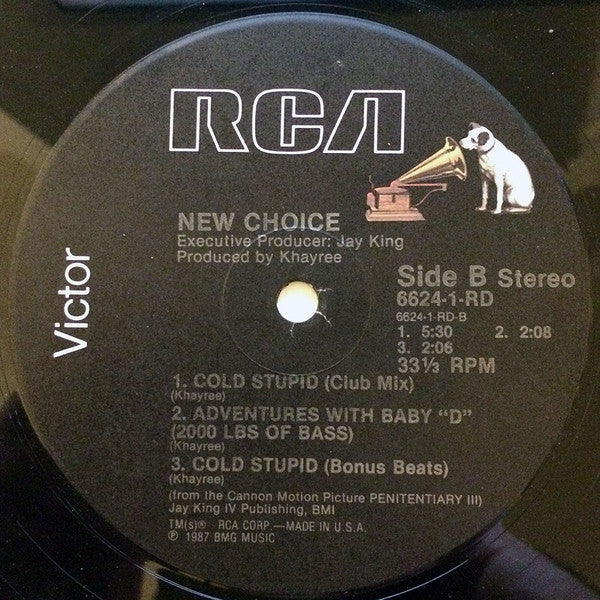 RCA
Victor
NEW CHOICE
Executive Producer: Jay King
Produced by Khayree
Side B Stereo
6624-1-RD
6624-1-RD-B
1. 5:30 2. 2:08
3. 2:06
33⅓ RPM
1. COLD STUPID (Club Mix)
(Khayree)
2. ADVENTURES WITH BABY “D”
(2000 LBS OF BASS)
(Khayree)
3. COLD STUPID (Bonus Beats)
(Khayree)
(from the Cannon Motion Picture PENITENTIARY III)
Jay King IV Publishing, BMI
TM(s)® RCA CORP.—MADE IN U.S.A.
℗ 1987 BMG MUSIC